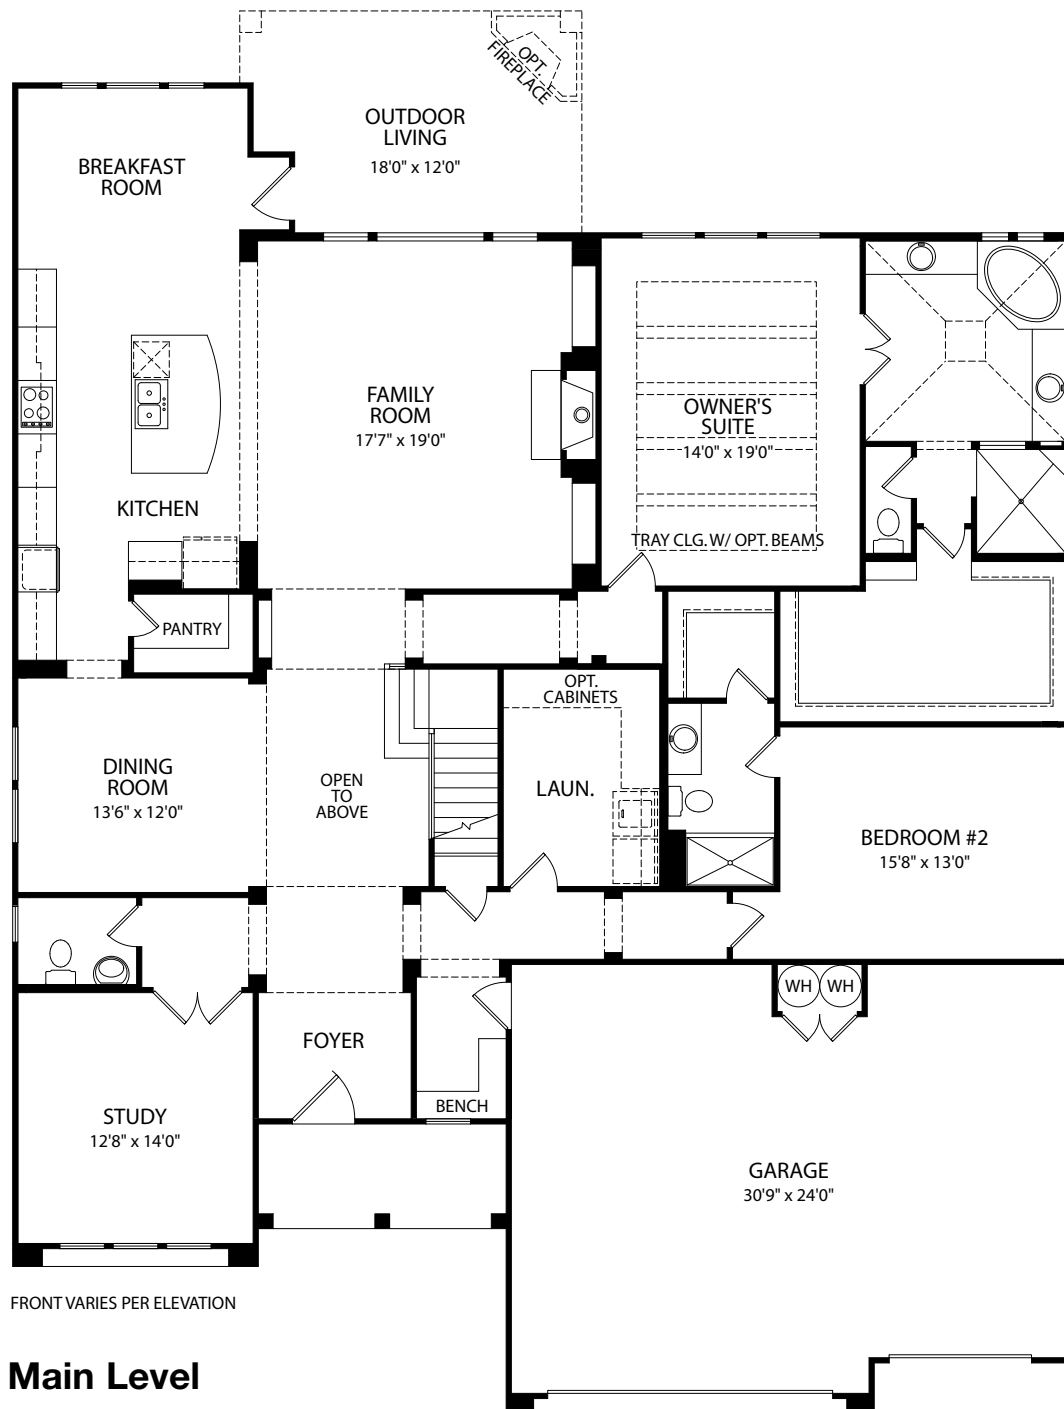 OPT.
FIREPLACE
OUTDOOR
LIVING
18'0" x 12'0"
BREAKFAST
ROOM
FAMILY
ROOM
17'7" x 19'0"
OWNER'S
SUITE
14'0" x 19'0"
TRAY CLG. W/ OPT. BEAMS
KITCHEN
PANTRY
OPT.
CABINETS
DINING
ROOM
13'6" x 12'0"
OPEN
TO
ABOVE
LAUN.
BEDROOM #2
15'8" x 13'0"
WH
WH
FOYER
BENCH
STUDY
12'8" x 14'0"
GARAGE
30'9" x 24'0"
FRONT VARIES PER ELEVATION
Main Level